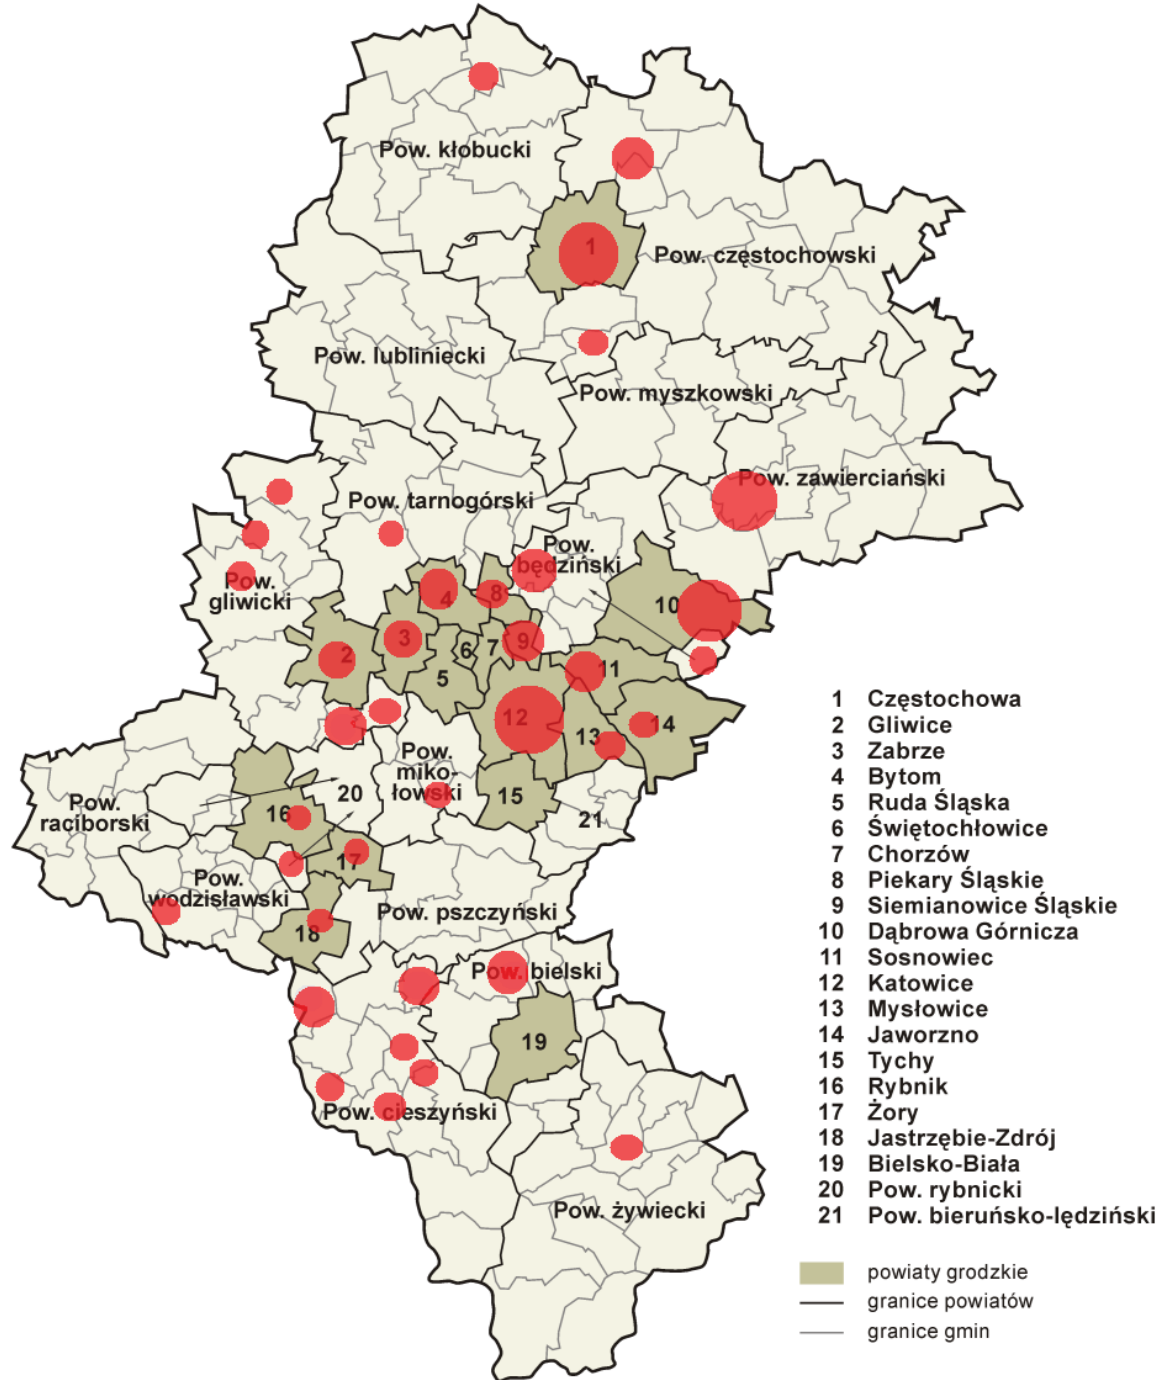 Pow. kłobucki
1
Pow. częstochowski
Pow. lubliniecki
Pow. myszkowski
Pow. zawierciański
Pow. tarnogórski
Pow.
będziński
Pow.
gliwicki
4
8
10
3
9
2
6
7
11
5
12
14
13
Pow.
miko-
łowski
20
15
16
21
Pow.
raciborski
17
Pow.
wodzisławski
Pow. pszczyński
18
Pow. bielski
19
Pow. cieszyński
Pow. żywiecki
1 Częstochowa
2 Gliwice
3 Zabrze
4 Bytom
5 Ruda Śląska
6 Świętochłowice
7 Chorzów
8 Piekary Śląskie
9 Siemianowice Śląskie
10 Dąbrowa Górnicza
11 Sosnowiec
12 Katowice
13 Mysłowice
14 Jaworzno
15 Tychy
16 Rybnik
17 Żory
18 Jastrzębie-Zdrój
19 Bielsko-Biała
20 Pow. rybnicki
21 Pow. bieruńsko-lędziński
powiaty grodzkie
granice powiatów
granice gmin